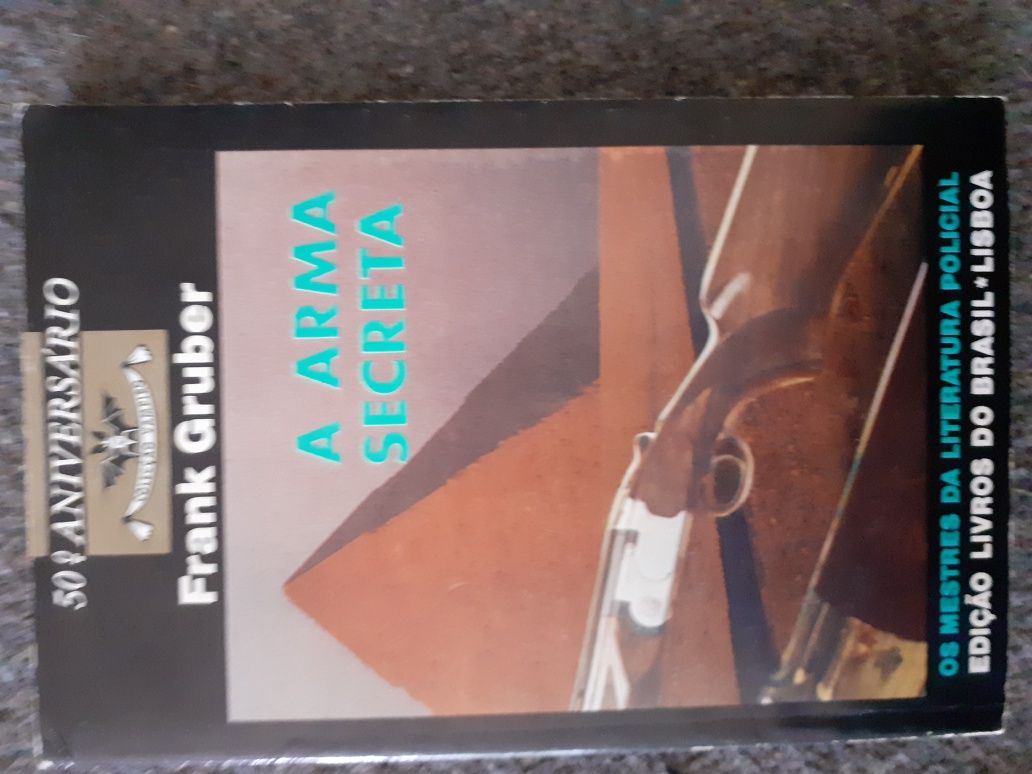 50º ANIVERSÁRIO
Frank Gruber
A ARMA
SECRETA
OS MESTRES DA LITERATURA POLICIAL
EDIÇÃO LIVROS DO BRASIL*LISBOA